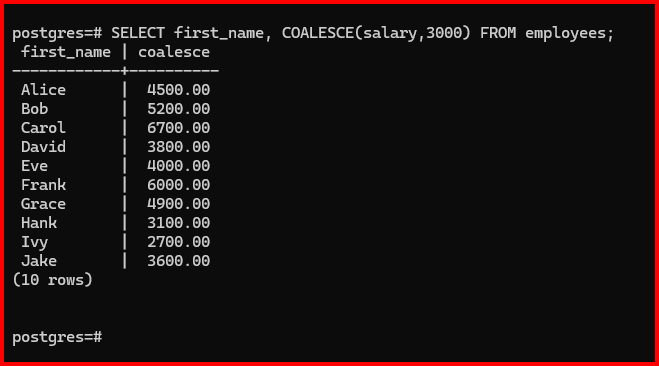 postgres=# SELECT first_name, COALESCE(salary,3000) FROM employees;
 first_name | coalesce
------------+----------
 Alice      |  4500.00
 Bob        |  5200.00
 Carol      |  6700.00
 David      |  3800.00
 Eve        |  4000.00
 Frank      |  6000.00
 Grace      |  4900.00
 Hank       |  3100.00
 Ivy        |  2700.00
 Jake       |  3600.00
(10 rows)
postgres=#